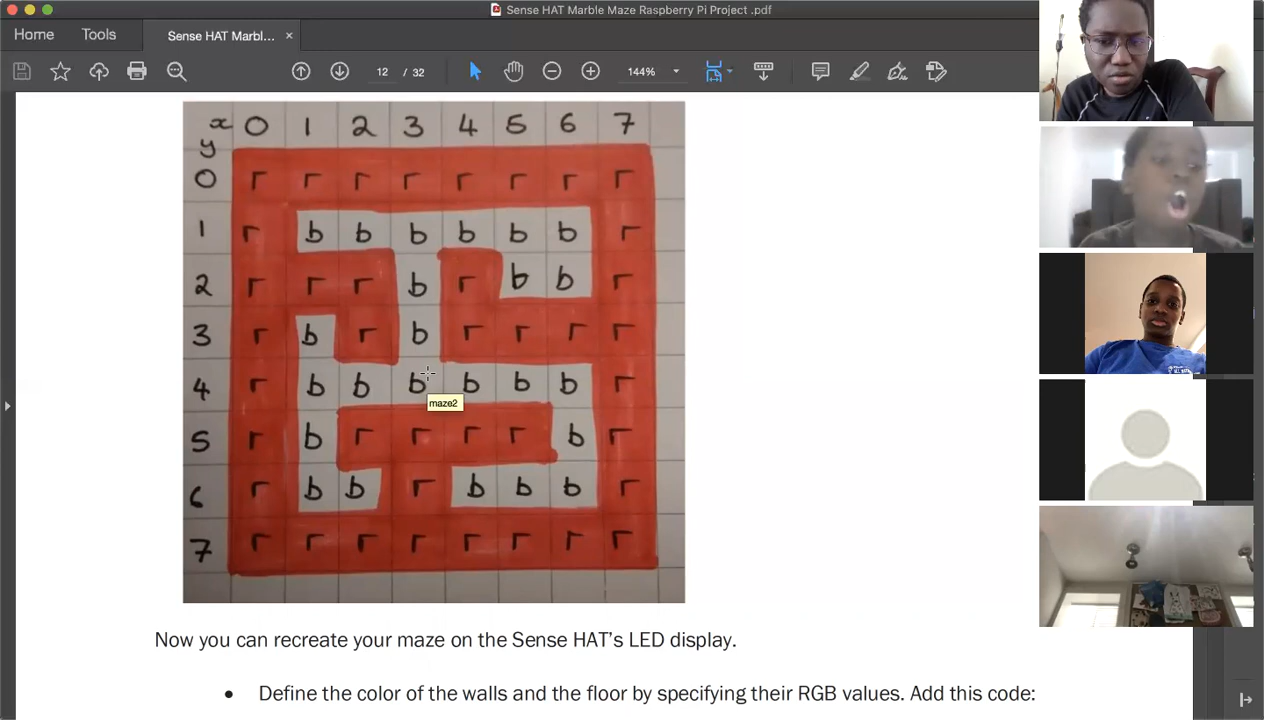 Sense HAT Marble Maze Raspberry Pi Project .pdf
Home Tools Sense HAT Marbl... ×
12 / 32 144%
x 0 1 2 3 4 5 6 7
y
0 r r r r r r r r
1 r b b b b b b r
2 r r r b r b b r
3 r b r b r r r r
4 r b b b b b b r
maze2
5 r b r r r r b r
6 r b b r b b b r
7 r r r r r r r r
Now you can recreate your maze on the Sense HAT’s LED display.
• Define the color of the walls and the floor by specifying their RGB values. Add this code: